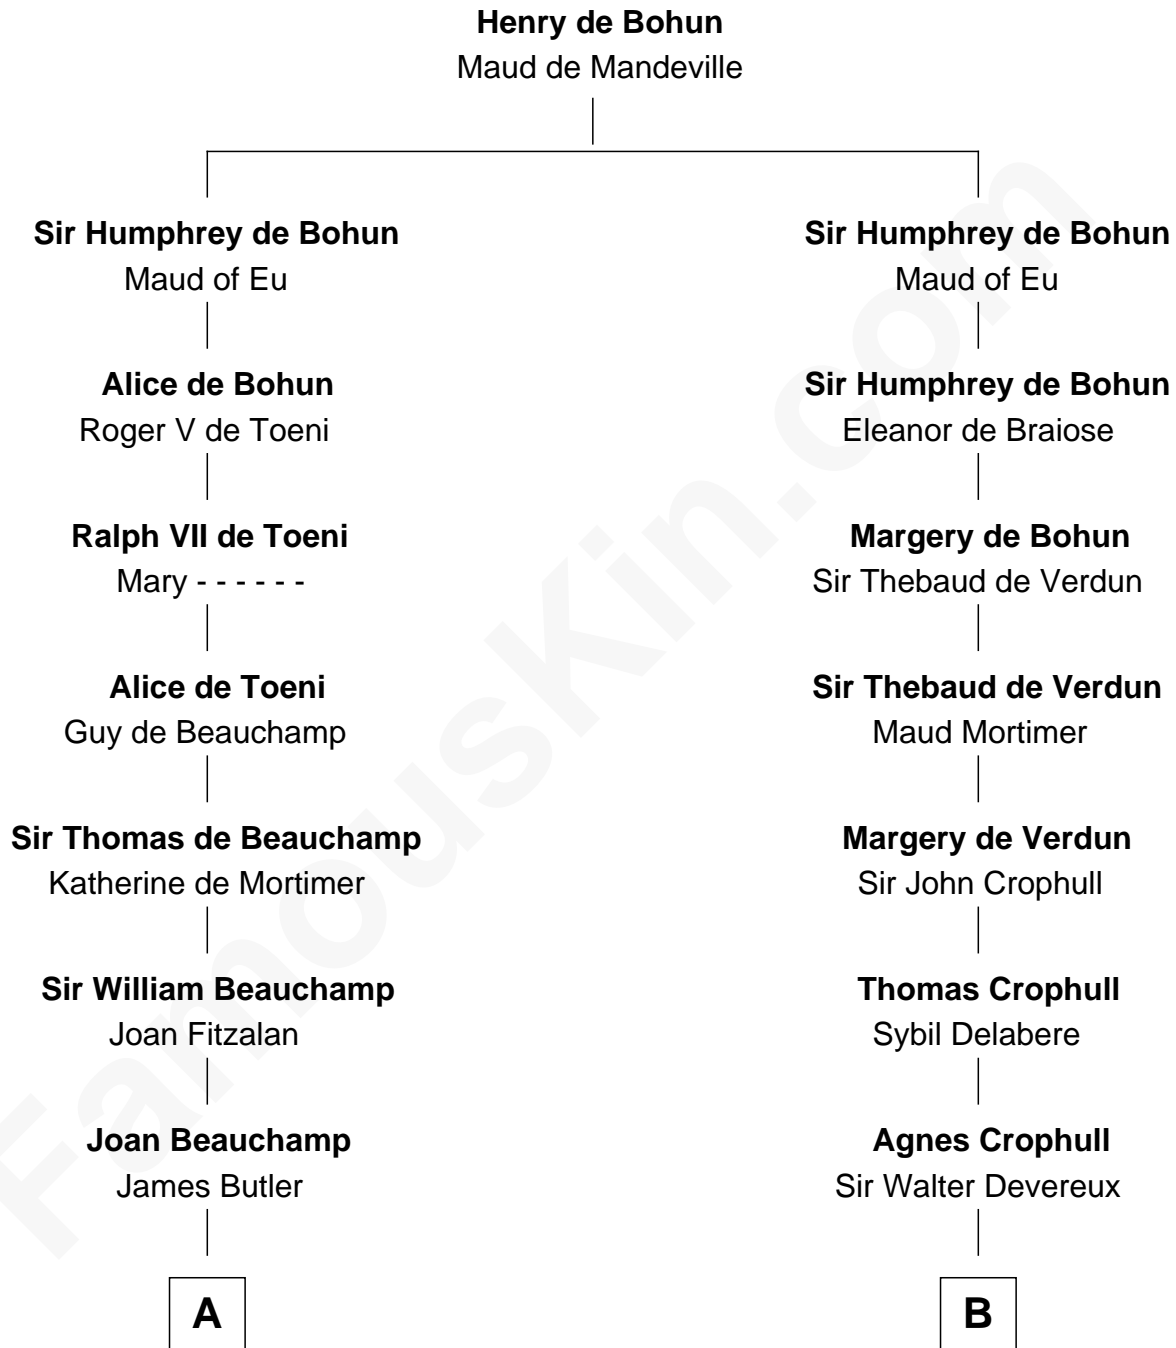 Henry de Bohun
Maud de Mandeville
Sir Humphrey de Bohun
Maud of Eu
Alice de Bohun
Roger V de Toeni
Ralph VII de Toeni
Mary - - - - - -
Alice de Toeni
Guy de Beauchamp
Sir Thomas de Beauchamp
Katherine de Mortimer
Sir William Beauchamp
Joan Fitzalan
Joan Beauchamp
James Butler
A
Sir Humphrey de Bohun
Maud of Eu
Sir Humphrey de Bohun
Eleanor de Braiose
Margery de Bohun
Sir Thebaud de Verdun
Sir Thebaud de Verdun
Maud Mortimer
Margery de Verdun
Sir John Crophull
Thomas Crophull
Sybil Delabere
Agnes Crophull
Sir Walter Devereux
B
FamousKin.com